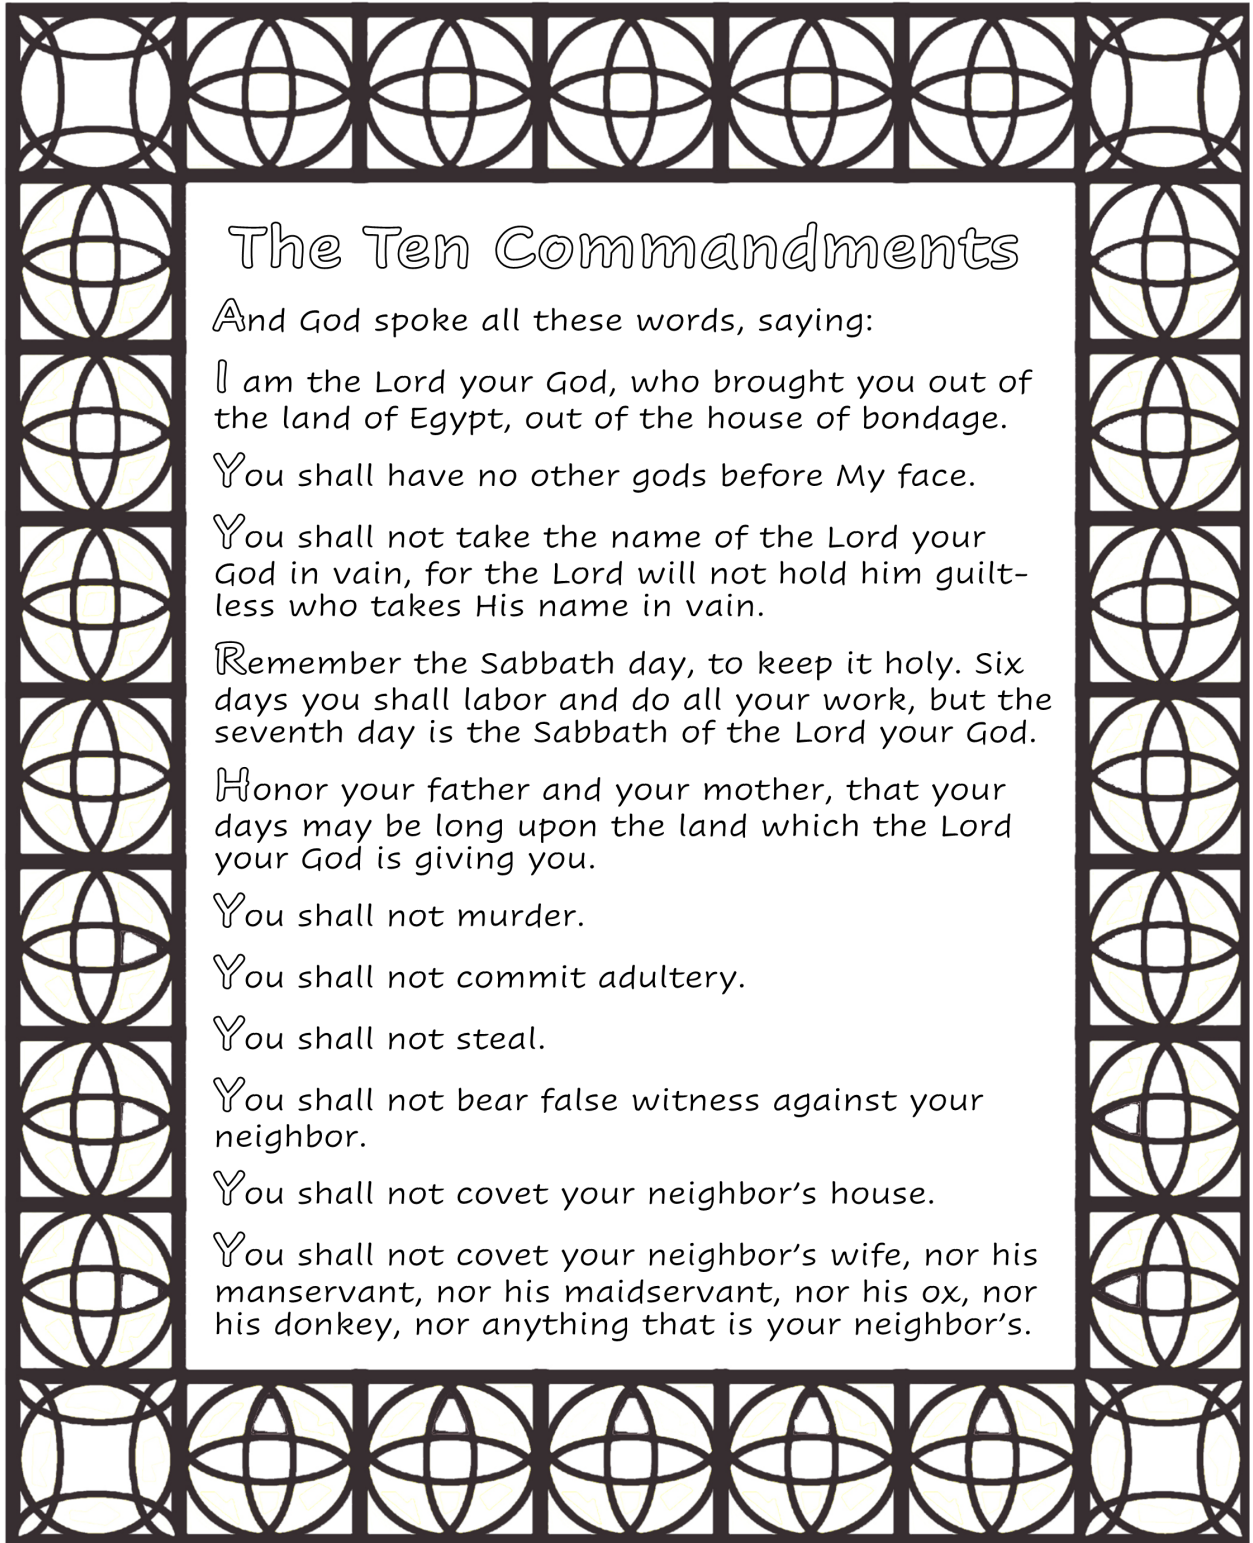 The Ten Commandments
And God spoke all these words, saying:
I am the Lord your God, who brought you out of
the land of Egypt, out of the house of bondage.
You shall have no other gods before My face.
You shall not take the name of the Lord your
God in vain, for the Lord will not hold him guilt-
less who takes His name in vain.
Remember the Sabbath day, to keep it holy. Six
days you shall labor and do all your work, but the
seventh day is the Sabbath of the Lord your God.
Honor your father and your mother, that your
days may be long upon the land which the Lord
your God is giving you.
You shall not murder.
You shall not commit adultery.
You shall not steal.
You shall not bear false witness against your
neighbor.
You shall not covet your neighbor’s house.
You shall not covet your neighbor’s wife, nor his
manservant, nor his maidservant, nor his ox, nor
his donkey, nor anything that is your neighbor’s.